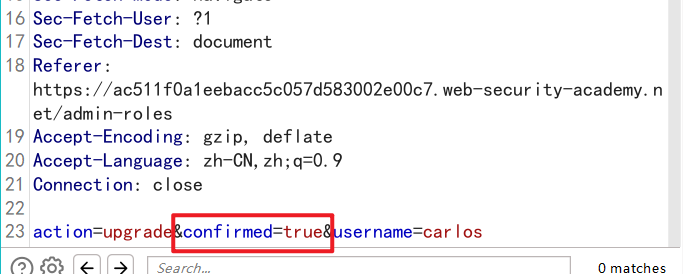 16 Sec-Fetch-User: ?1
17 Sec-Fetch-Dest: document
18 Referer:
https://ac511f0a1eebacc5c057d583002e00c7.web-security-academy.n
et/admin-roles
19 Accept-Encoding: gzip, deflate
20 Accept-Language: zh-CN,zh;q=0.9
21 Connection: close
22
23 action=upgrade&confirmed=true&username=carlos
Search...
0 matches